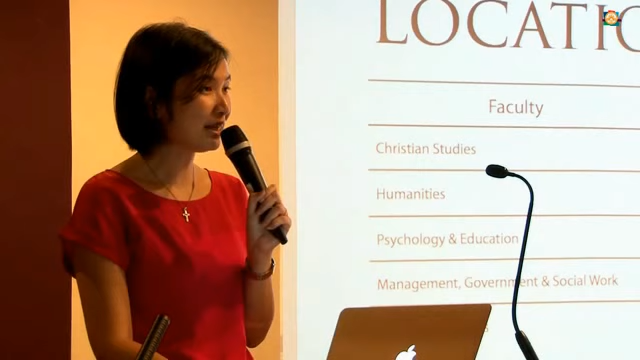 LOCATIO
Faculty
Christian Studies
Humanities
Psychology & Education
Management, Government & Social Work